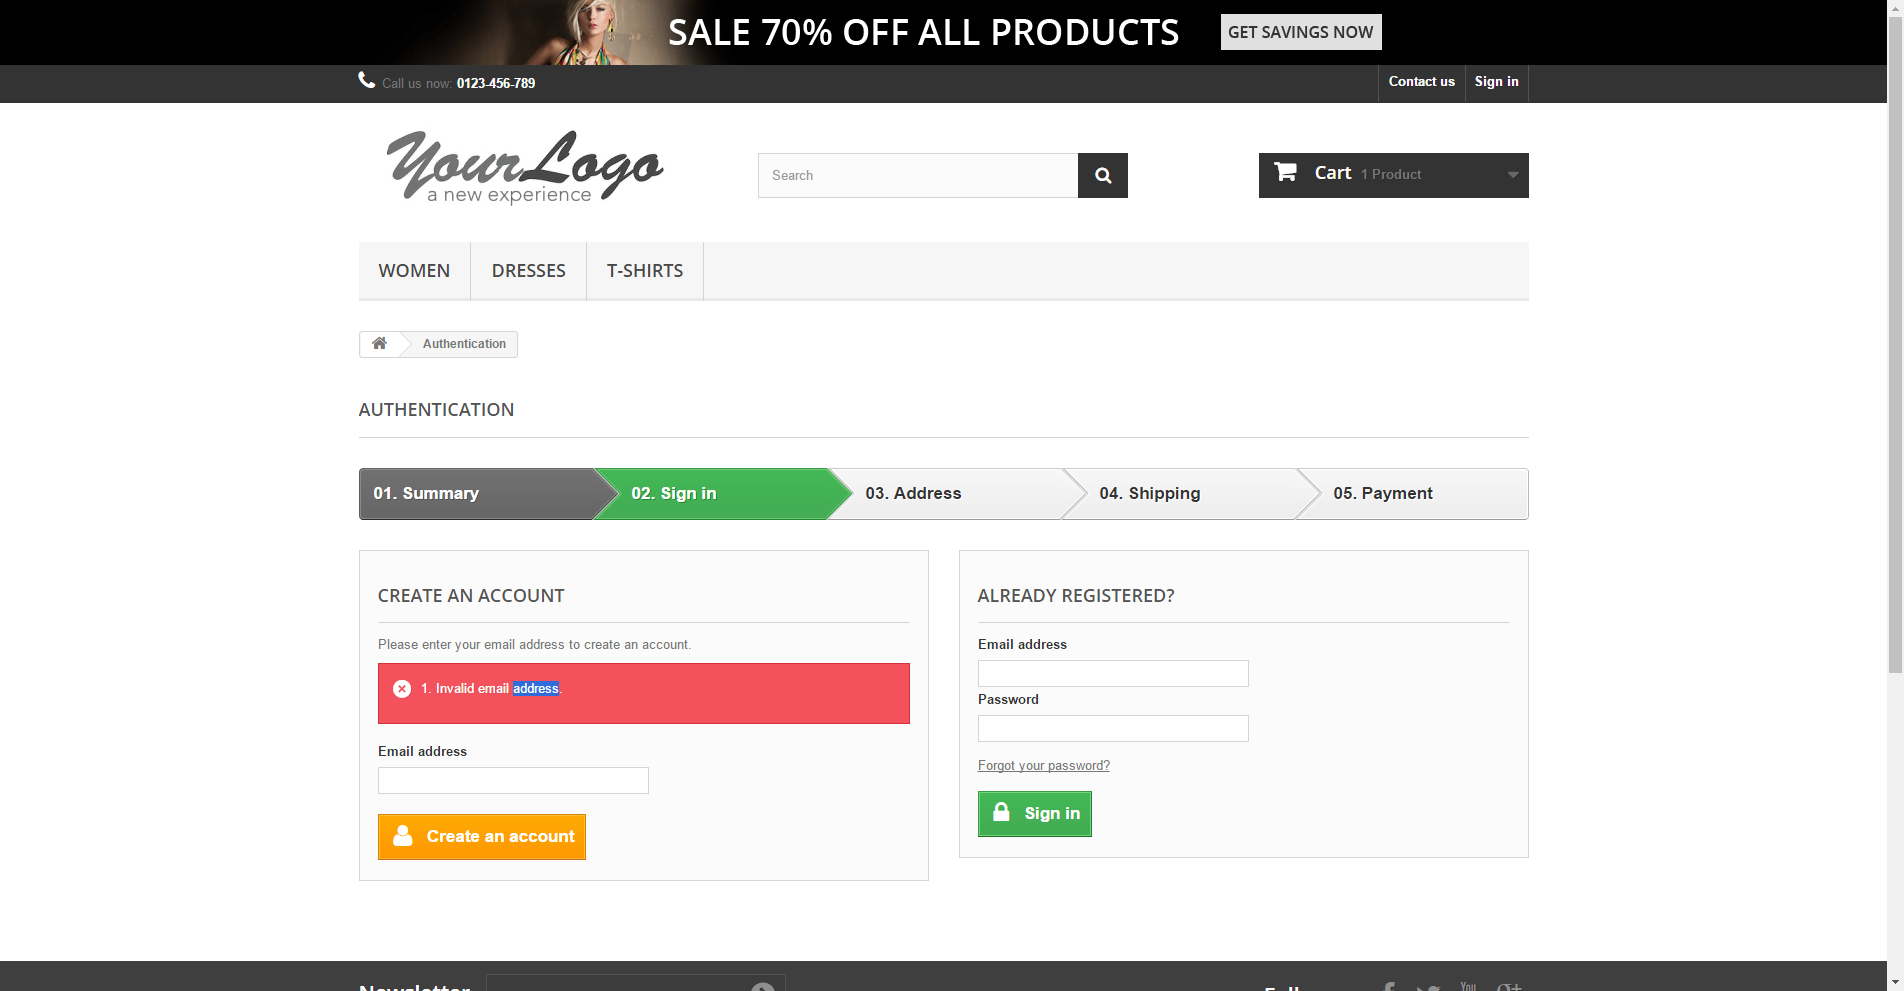 SALE 70% OFF ALL PRODUCTS GET SAVINGS NOW
Call us now: 0123-456-789 Contact us Sign in
YourLogo
a new experience
Search
Cart 1 Product
WOMEN DRESSES T-SHIRTS
Authentication
AUTHENTICATION
01. Summary 02. Sign in 03. Address 04. Shipping 05. Payment
CREATE AN ACCOUNT
Please enter your email address to create an account.
1. Invalid email address.
Email address
Create an account
ALREADY REGISTERED?
Email address
Password
Forgot your password?
Sign in
Newsletter
You